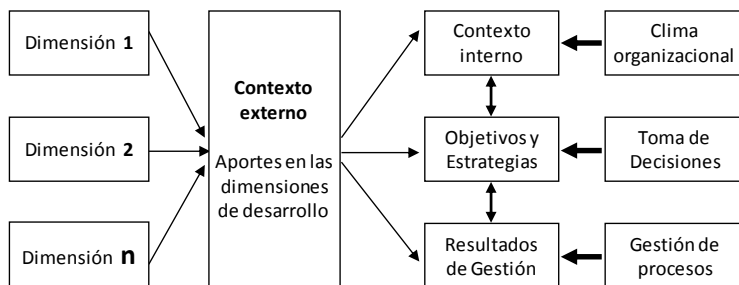 Dimensión 1
Dimensión 2
Dimensión n
Contexto
externo
Aportes en las
dimensiones
de desarrollo
Contexto
interno
Objetivos y
Estrategias
Resultados
de Gestión
Clima
organizacional
Toma de
Decisiones
Gestión de
procesos